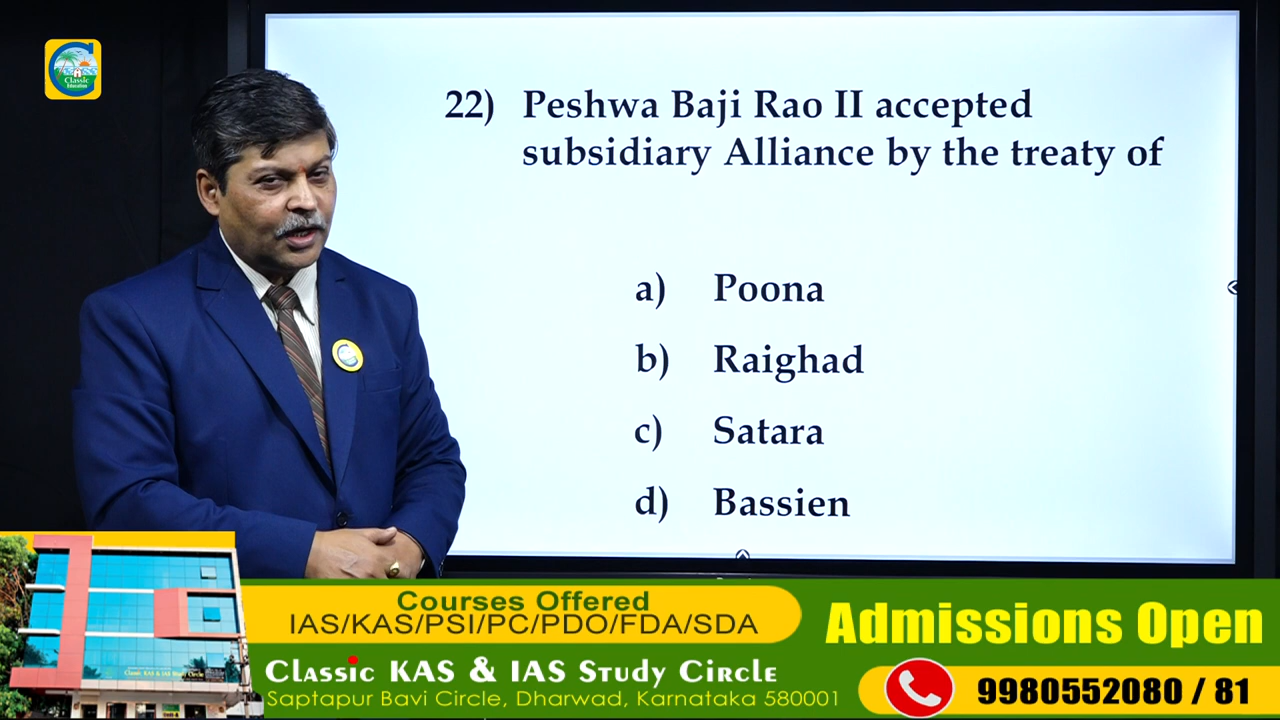 Classic
Education
22) Peshwa Baji Rao II accepted
subsidiary Alliance by the treaty of
a) Poona
b) Raighad
c) Satara
d) Bassien
Courses Offered
IAS/KAS/PSI/PC/PDO/FDA/SDA
Classic KAS & IAS Study Circle
Saptapur Bavi Circle, Dharwad, Karnataka 580001
Admissions Open
9980552080 / 81